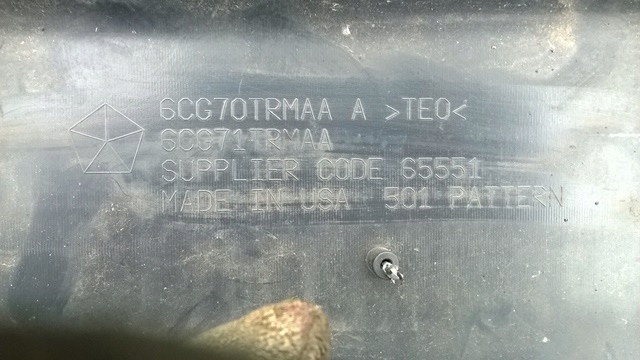 6CG70TRMAA A >TEO<
6CG71TRMAA
SUPPLIER CODE 65551
MADE IN USA 501 PATTERN